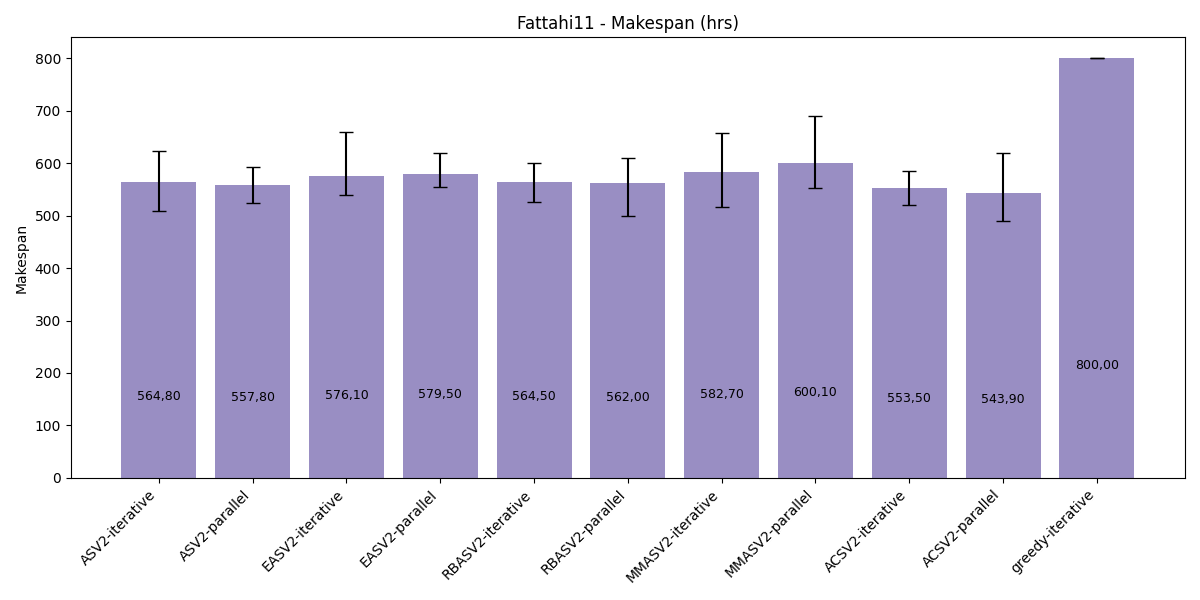 Fattahi11 - Makespan (hrs)
Makespan
800
700
600
500
400
300
200
100
0
564,80
557,80
576,10
579,50
564,50
562,00
582,70
600,10
553,50
543,90
800,00
ASV2-iterative
ASV2-parallel
EASV2-iterative
EASV2-parallel
RBASV2-iterative
RBASV2-parallel
MMASV2-iterative
MMASV2-parallel
ACSV2-iterative
ACSV2-parallel
greedy-iterative